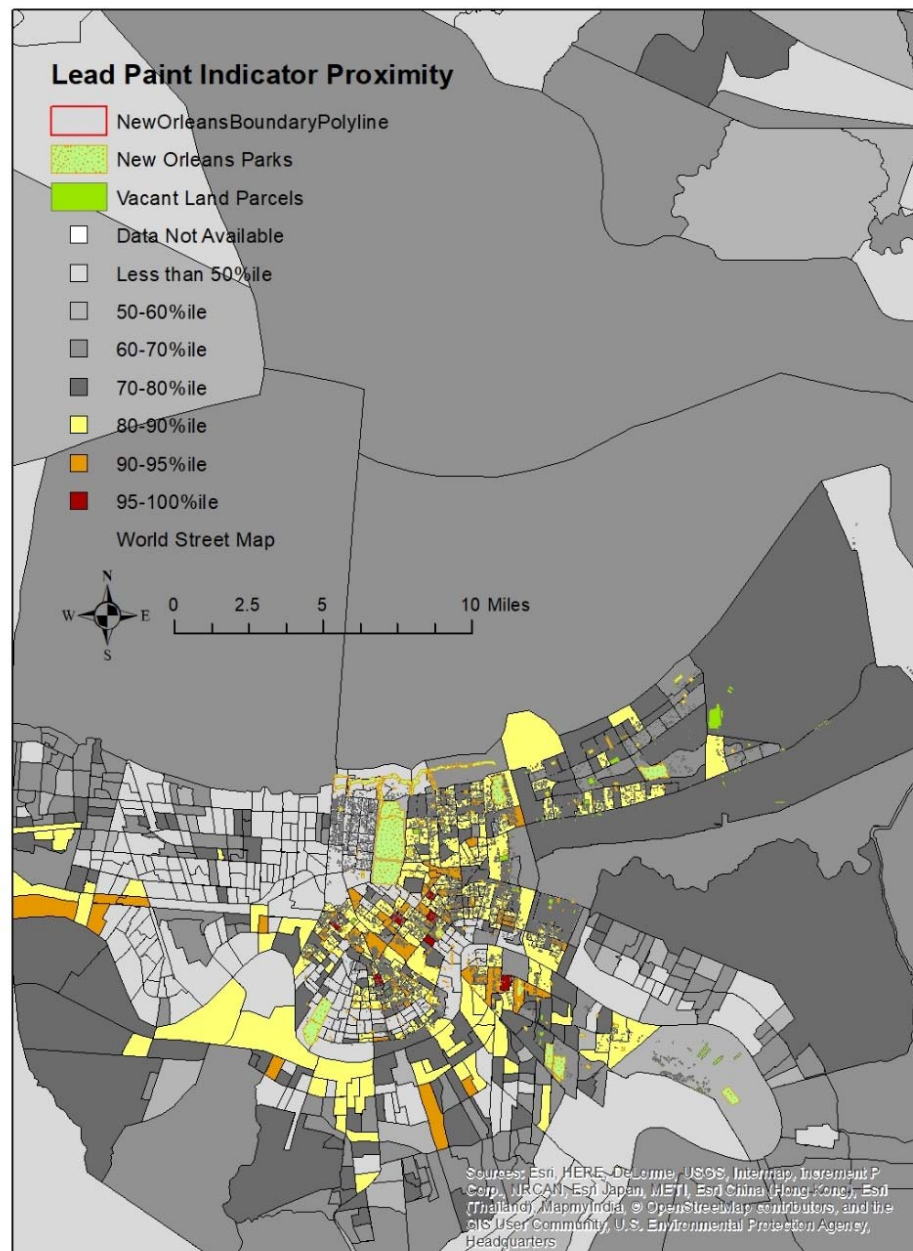 Lead Paint Indicator Proximity
NewOrleansBoundaryPolyline
New Orleans Parks
Vacant Land Parcels
Data Not Available
Less than 50%ile
50-60%ile
60-70%ile
70-80%ile
80-90%ile
90-95%ile
95-100%ile
World Street Map
N
W E
S
0 2.5 5 10 Miles
Sources: Esri, HERE, DeLorme, USGS, Intermap, increment P
Corp., NRCAN, Esri Japan, METI, Esri China (Hong Kong), Esri
(Thailand), MapmyIndia, © OpenStreetMap contributors, and the
GIS User Community, U.S. Environmental Protection Agency,
Headquarters